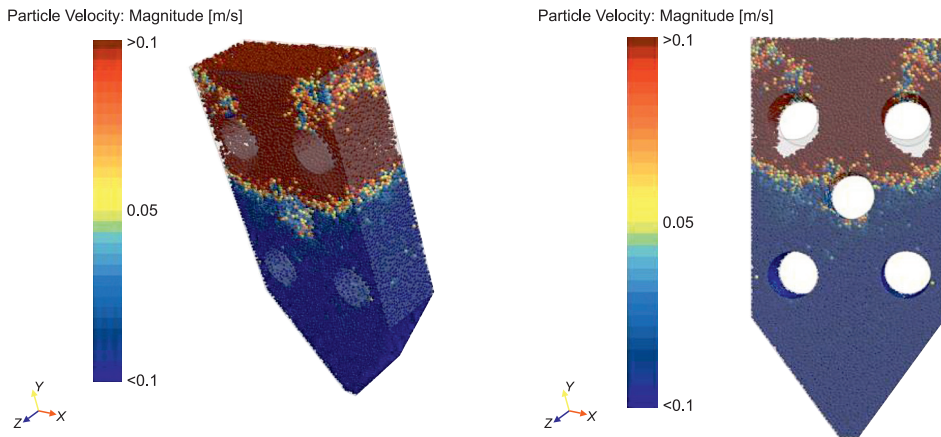 Particle Velocity: Magnitude [m/s]
>0.1
0.05
<0.1
Y
Z
X
Particle Velocity: Magnitude [m/s]
>0.1
0.05
<0.1
Y
Z
X